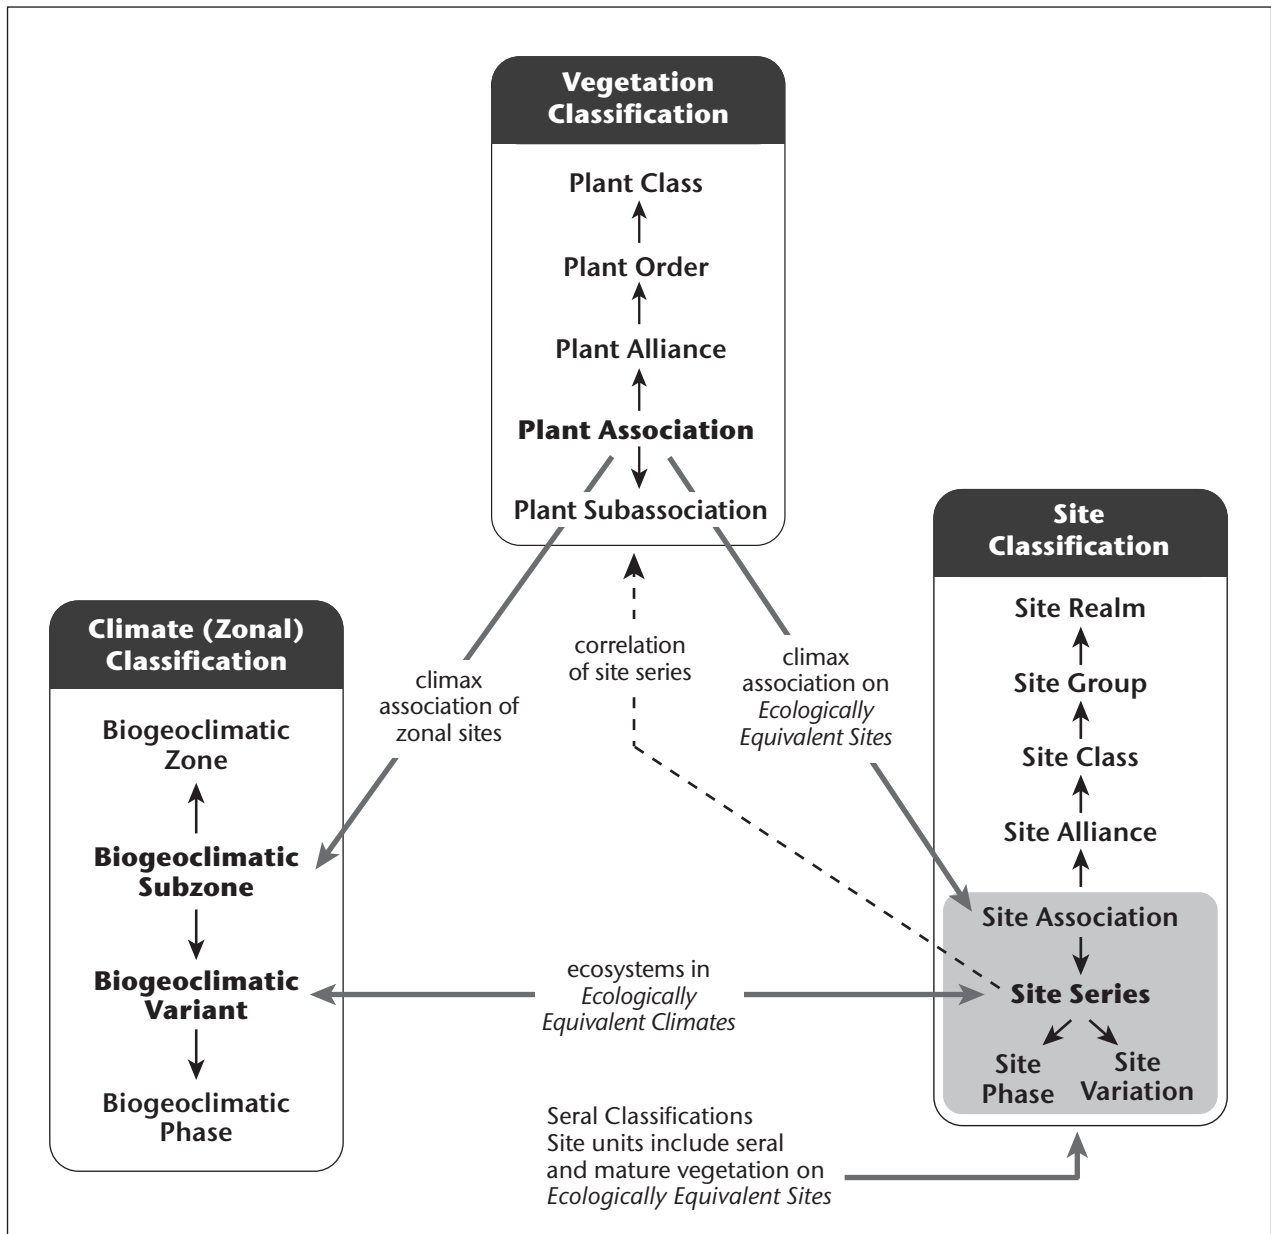 Vegetation
Classification
Plant Class
Plant Order
Plant Alliance
Plant Association
Plant Subassociation
Climate (Zonal)
Classification
Biogeoclimatic
Zone
Biogeoclimatic
Subzone
Biogeoclimatic
Variant
Biogeoclimatic
Phase
climax
association of
zonal sites
correlation
of site series
climax
association on
Ecologically
Equivalent Sites
ecosystems in
Ecologically
Equivalent Climates
Site
Classification
Site Realm
Site Group
Site Class
Site Alliance
Site Association
Site Series
Site
Phase
Site
Variation
Seral Classifications
Site units include seral
and mature vegetation on
Ecologically Equivalent Sites